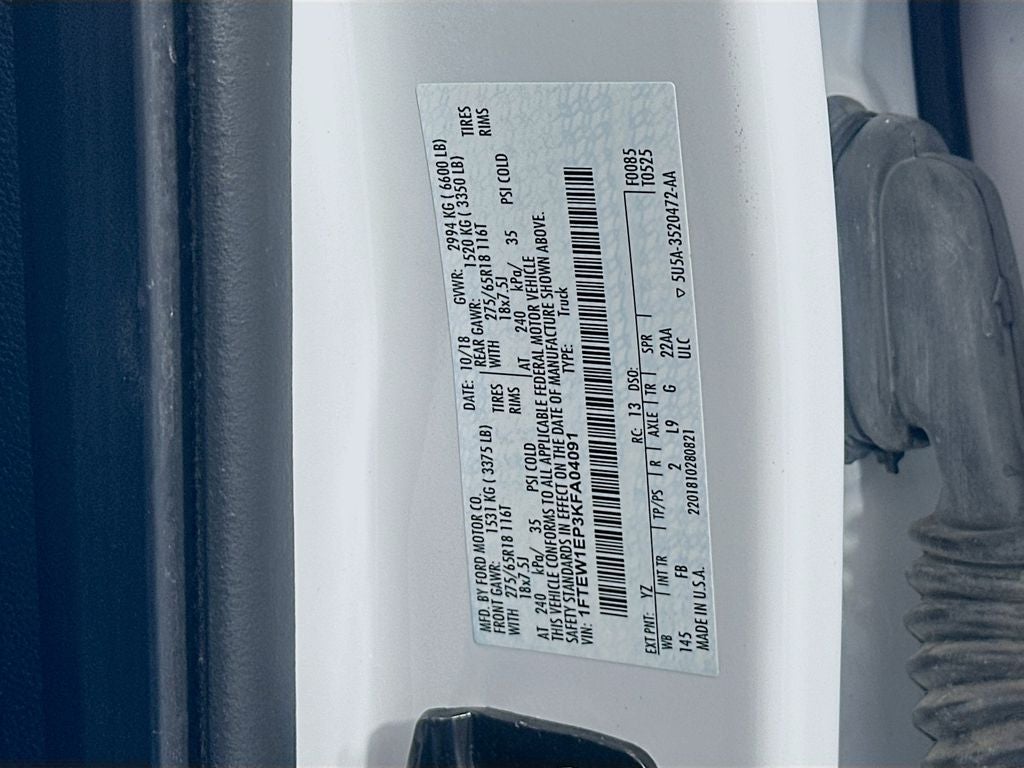 MFD. BY FORD MOTOR CO.
DATE: 10/18 GVWR: 2994 KG ( 6600 LB)
FRONT GAWR: 1531 KG ( 3375 LB)
REAR GAWR: 1520 KG ( 3350 LB)
WITH 275/65R18 116T TIRES
WITH 275/65R18 116T TIRES
18x7.5J RIMS
18x7.5J RIMS
AT 240 kPa/ 35 PSI COLD
AT 240 kPa/ 35 PSI COLD
THIS VEHICLE CONFORMS TO ALL APPLICABLE FEDERAL MOTOR VEHICLE
SAFETY STANDARDS IN EFFECT ON THE DATE OF MANUFACTURE SHOWN ABOVE.
VIN: 1FTEW1EP3KFA04091 TYPE: Truck
EXT PNT: YZ RC: 13 DSO: F0085
WB INT TR TP/PS R AXLE TR SPR T0525
145 FB 2 L9 G 22AA
MADE IN U.S.A. 2201810280821 ULC ▽ 5U5A-3520472-AA